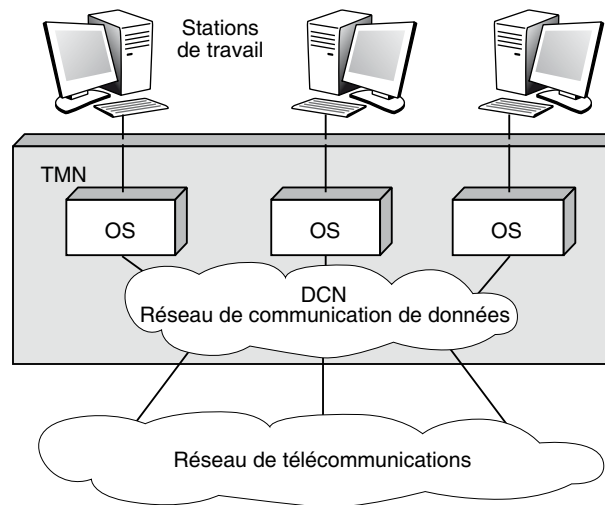 Stations
de travail
TMN
OS
OS
OS
DCN
Réseau de communication de données
Réseau de télécommunications